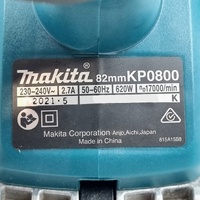 makita
82mm KP0800
230-240V~ 2.7A 50-60Hz 620W n₀17000/min
2021.5 K
Makita Corporation Anjo, Aichi, Japan
Made in China 815A15B8